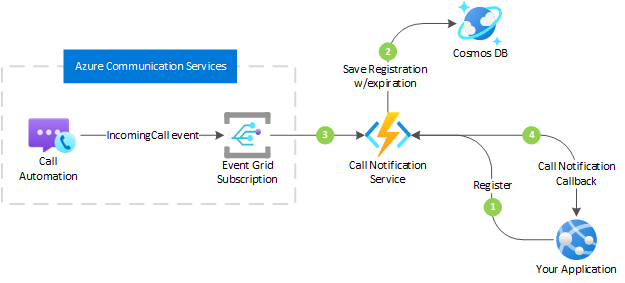 Azure Communication Services
2
Cosmos DB
Save Registration
w/expiration
IncomingCall event
3
4
Call
Automation
Event Grid
Subscription
Call Notification
Service
Call Notification
Callback
Register
1
Your Application